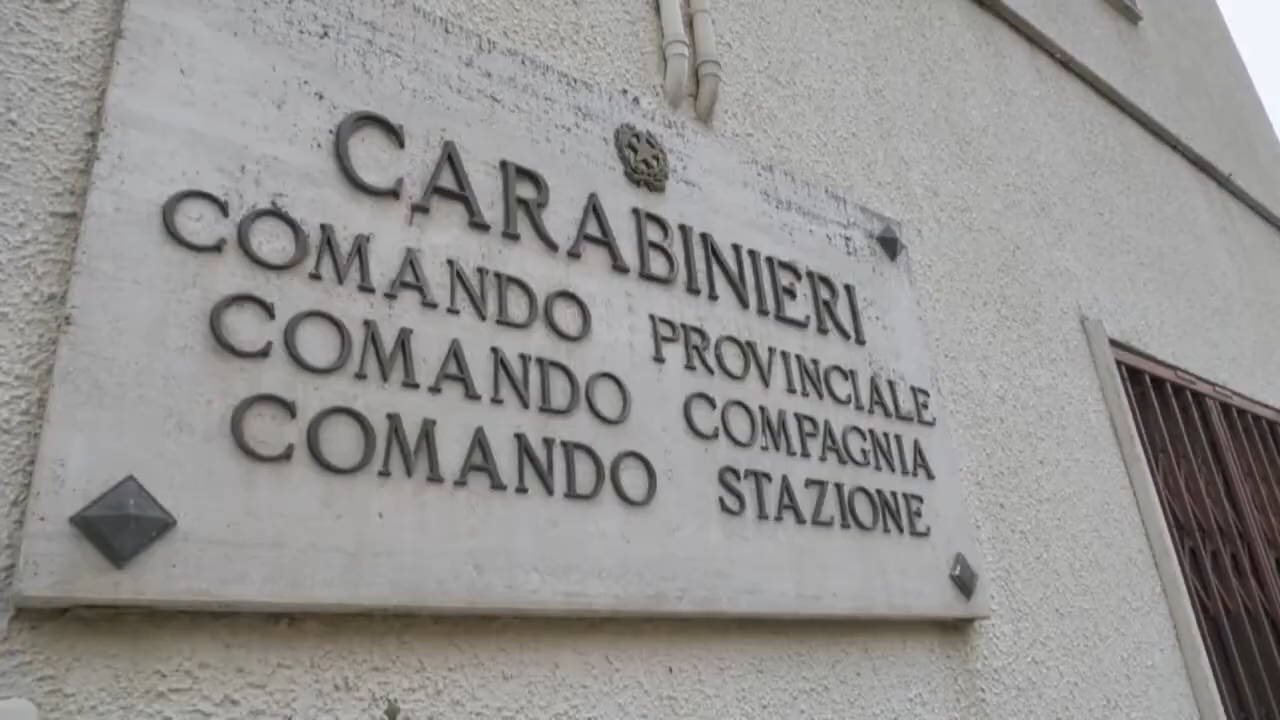 CARABINIERI
COMANDO PROVINCIALE
COMANDO COMPAGNIA
COMANDO STAZIONE